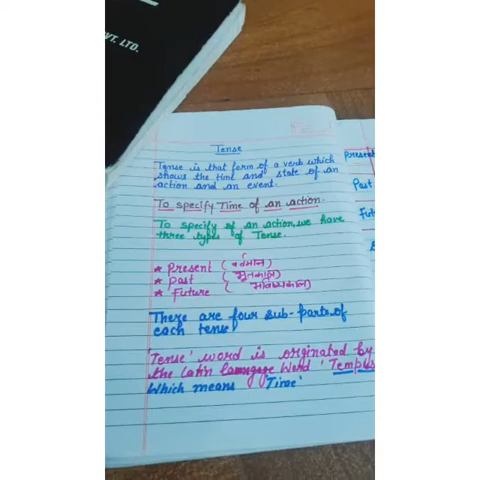 VT. LTD.
Tense
Tense is that form of a verb which
shows the time and state of an
action and an event.
To specify Time of an action.
To specify of an action, we have
three types of Tense.
* Present (वर्तमान)
* Past (भूतकाल)
* Future (भविष्यकाल)
There are four sub-parts of
each tense
'Tense' word is originated by
the Latin Word 'Tempus
Which means 'Time'
Present
Past
Fut